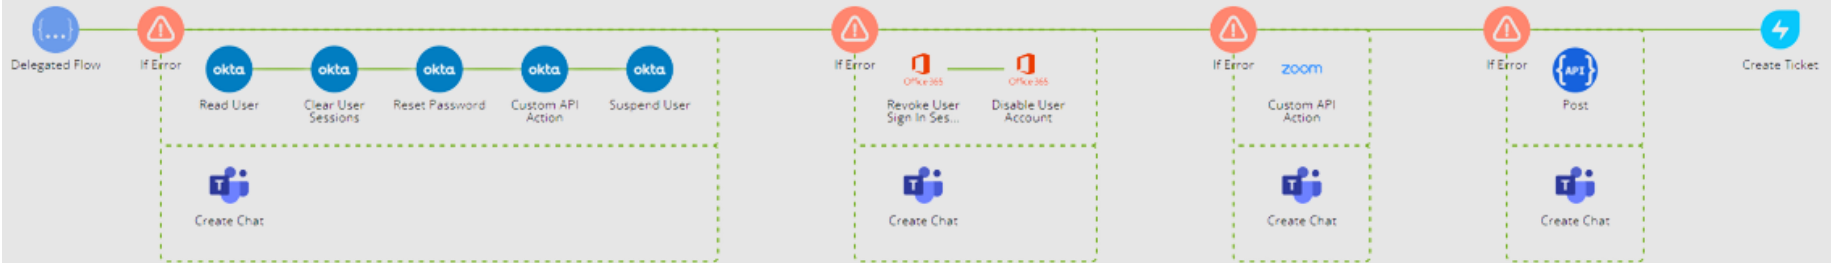 {...}
Delegated Flow
If Error
okta
Read User
okta
Clear User
Sessions
okta
Reset Password
okta
Custom API
Action
okta
Suspend User
T
Create Chat
If Error
Office 365
Revoke User
Sign In Ses...
Office 365
Disable User
Account
T
Create Chat
If Error
zoom
Custom API
Action
T
Create Chat
If Error
{API}
Post
T
Create Chat
Create Ticket